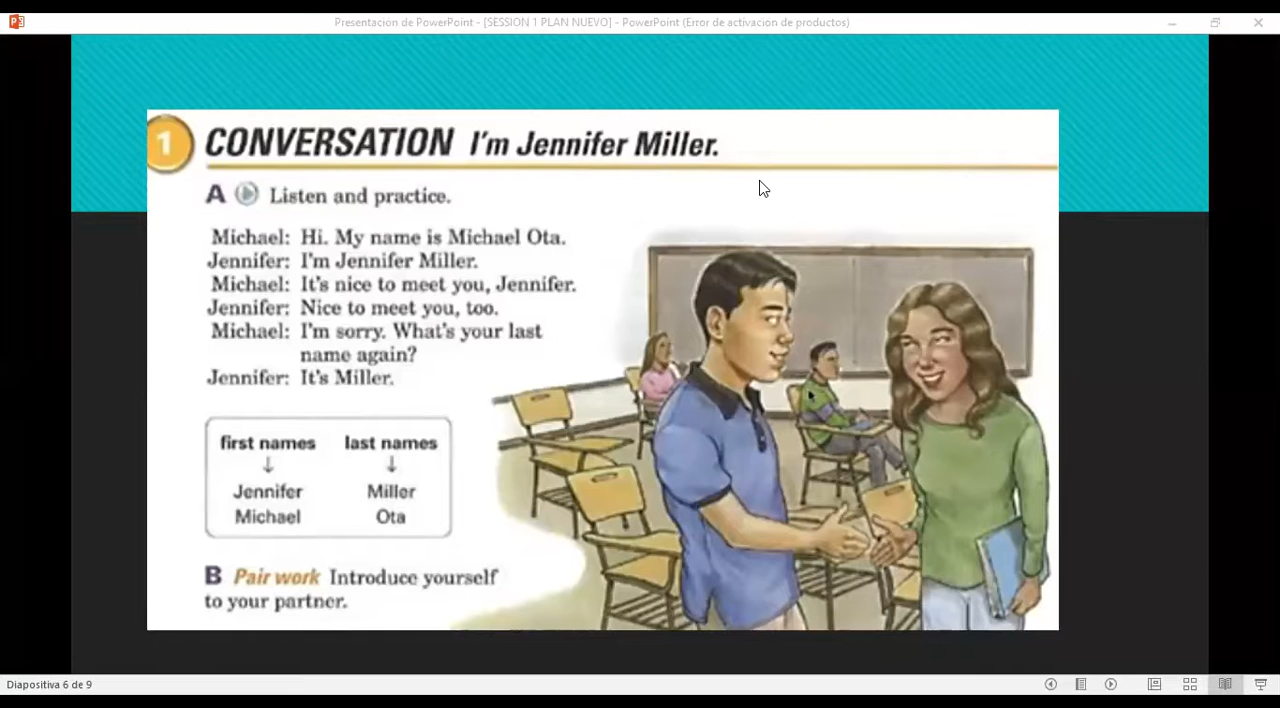 Presentación de PowerPoint - [SESSION 1 PLAN NUEVO] - PowerPoint (Error de activación de productos)
1 CONVERSATION I'm Jennifer Miller.
A Listen and practice.
Michael: Hi. My name is Michael Ota.
Jennifer: I'm Jennifer Miller.
Michael: It's nice to meet you, Jennifer.
Jennifer: Nice to meet you, too.
Michael: I'm sorry. What's your last
name again?
Jennifer: It's Miller.
first names last names
↓ ↓
Jennifer Miller
Michael Ota
B Pair work Introduce yourself
to your partner.
Diapositiva 6 de 9